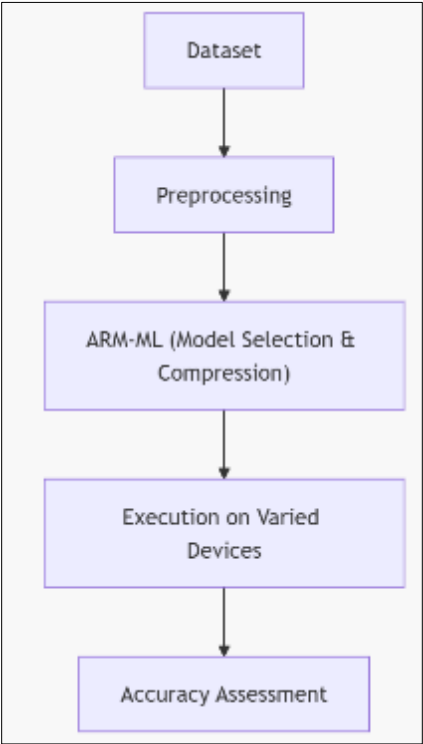 Dataset
Preprocessing
ARM-ML (Model Selection &
Compression)
Execution on Varied
Devices
Accuracy Assessment